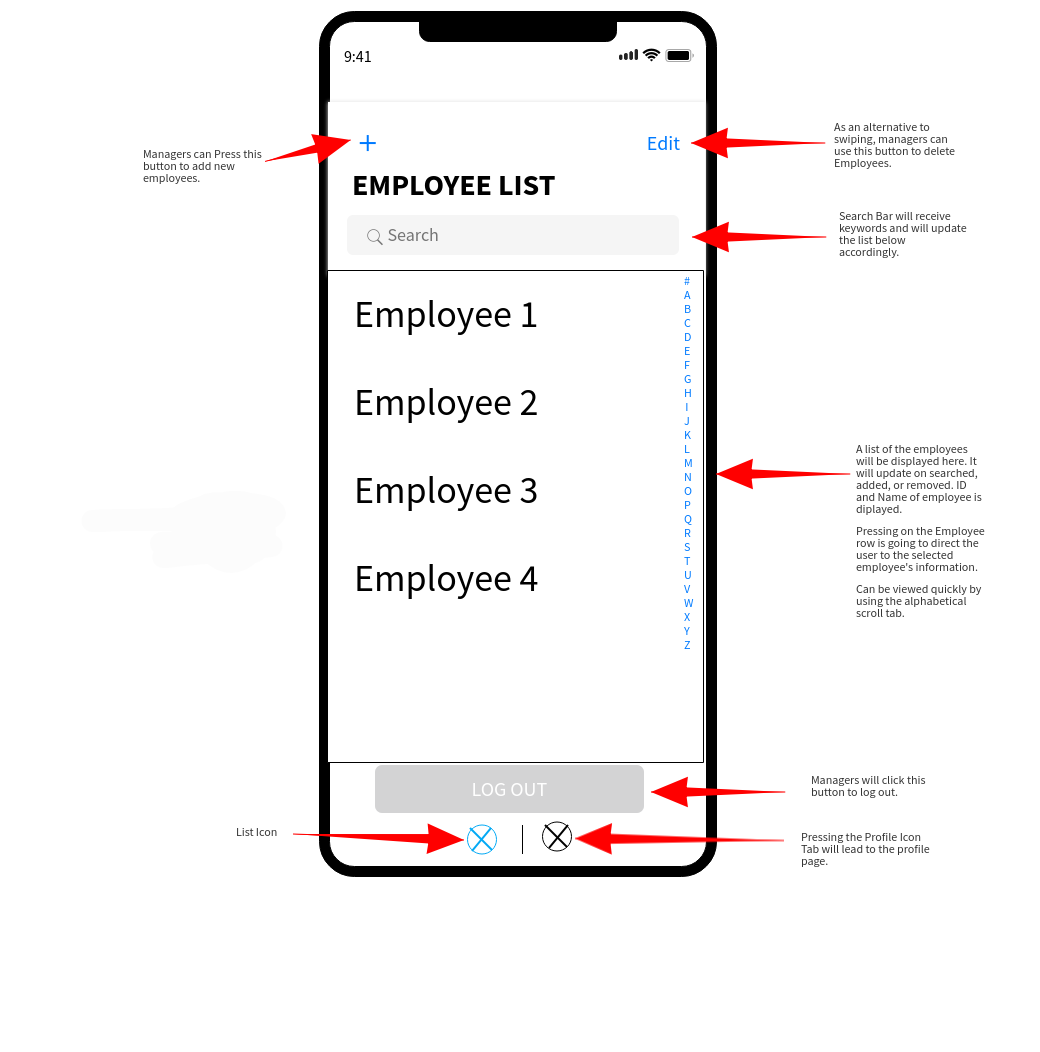 9:41
+
Edit
Managers can Press this
button to add new
employees.
As an alternative to
swiping, managers can
use this button to delete
Employees.
EMPLOYEE LIST
Search
Search Bar will receive
keywords and will update
the list below
accordingly.
Employee 1
Employee 2
Employee 3
Employee 4
#
A
B
C
D
E
F
G
H
I
J
K
L
M
N
O
P
Q
R
S
T
U
V
W
X
Y
Z
A list of the employees
will be displayed here. It
will update on searched,
added, or removed. ID
and Name of employee is
diplayed.
Pressing on the Employee
row is going to direct the
user to the selected
employee's information.
Can be viewed quickly by
using the alphabetical
scroll tab.
LOG OUT
Managers will click this
button to log out.
List Icon
Pressing the Profile Icon
Tab will lead to the profile
page.